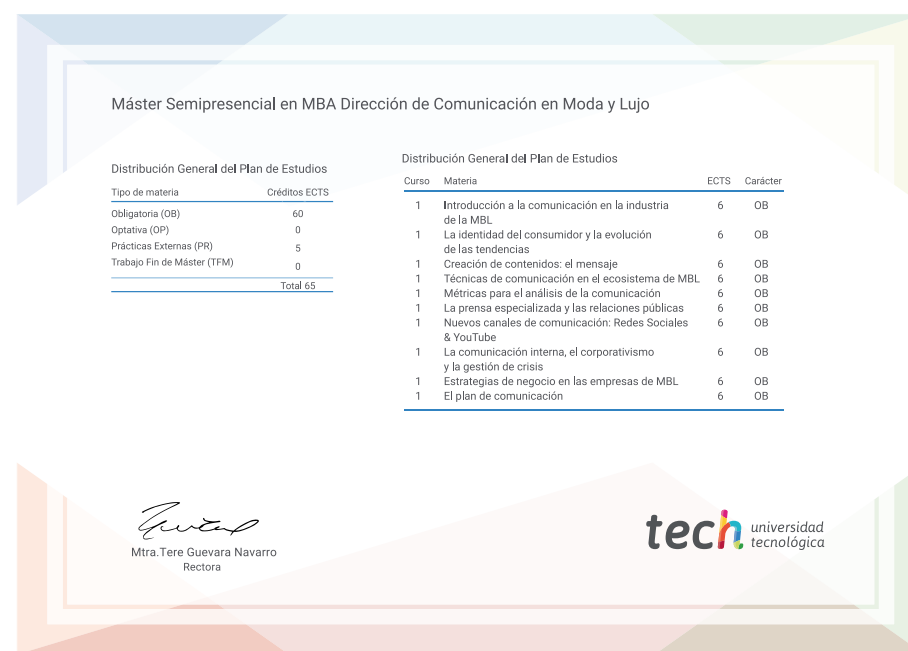 Máster Semipresencial en MBA Dirección de Comunicación en Moda y Lujo
Distribución General del Plan de Estudios
Tipo de materia Créditos ECTS
Obligatoria (OB) 60
Optativa (OP) 0
Prácticas Externas (PR) 5
Trabajo Fin de Máster (TFM) 0
Total 65
Distribución General del Plan de Estudios
Curso Materia ECTS Carácter
1 Introducción a la comunicación en la industria 6 OB
de la MBL
1 La identidad del consumidor y la evolución 6 OB
de las tendencias
1 Creación de contenidos: el mensaje 6 OB
1 Técnicas de comunicación en el ecosistema de MBL 6 OB
1 Métricas para el análisis de la comunicación 6 OB
1 La prensa especializada y las relaciones públicas 6 OB
1 Nuevos canales de comunicación: Redes Sociales 6 OB
& YouTube
1 La comunicación interna, el corporativismo 6 OB
y la gestión de crisis
1 Estrategias de negocio en las empresas de MBL 6 OB
1 El plan de comunicación 6 OB
Mtra.Tere Guevara Navarro
Rectora
tech universidad
tecnológica